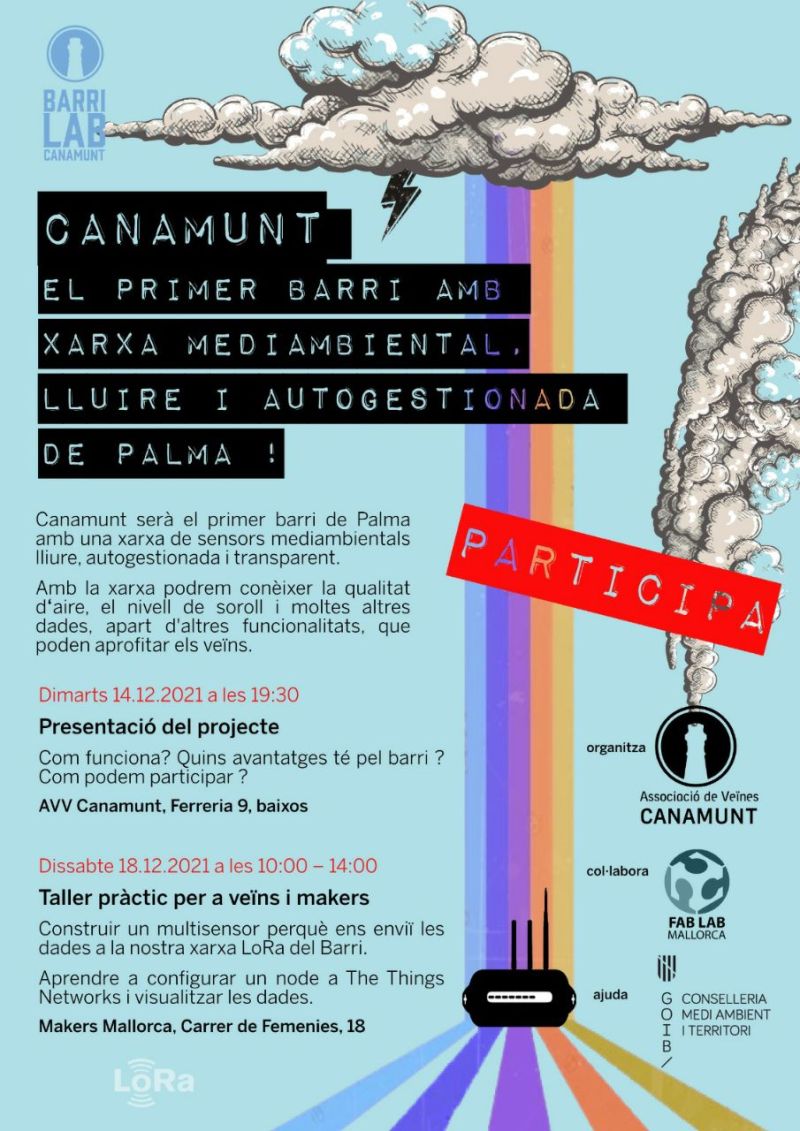 BARRI
LAB
CANAMUNT
CANAMUNT
EL PRIMER BARRI AMB
XARXA MEDIAMBIENTAL,
LLUIRE I AUTOGESTIONADA
DE PALMA !
Canamunt serà el primer barri de Palma
amb una xarxa de sensors mediambientals
lliure, autogestionada i transparent.
Amb la xarxa podrem conèixer la qualitat
d‘aire, el nivell de soroll i moltes altres
dades, apart d'altres funcionalitats, que
poden aprofitar els veïns.
PARTICIPA
Dimarts 14.12.2021 a les 19:30
Presentació del projecte
Com funciona? Quins avantatges té pel barri ?
Com podem participar ?
AVV Canamunt, Ferreria 9, baixos
organitza
Associació de Veïnes
CANAMUNT
Dissabte 18.12.2021 a les 10:00 – 14:00
Taller pràctic per a veïns i makers
Construir un multisensor perquè ens enviï les
dades a la nostra xarxa LoRa del Barri.
Aprendre a configurar un node a The Things
Networks i visualitzar les dades.
Makers Mallorca, Carrer de Femenies, 18
col·labora
FAB LAB
MALLORCA
ajuda
GOIB/
CONSELLERIA
MEDI AMBIENT
I TERRITORI
LoRa